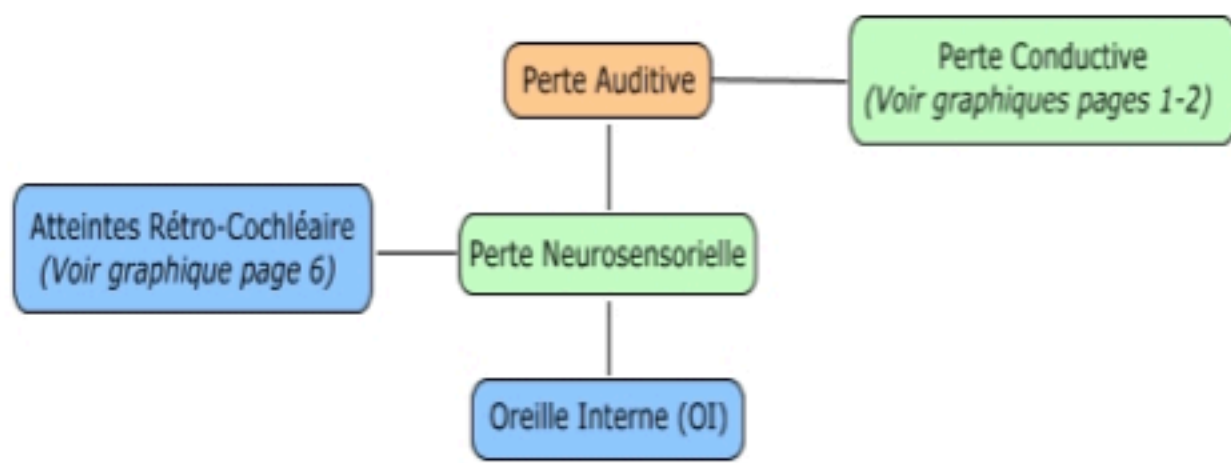 Perte Auditive
Perte Conductive
(Voir graphiques pages 1-2)
Atteintes Rétro-Cochléaire
(Voir graphique page 6)
Perte Neurosensorielle
Oreille Interne (OI)